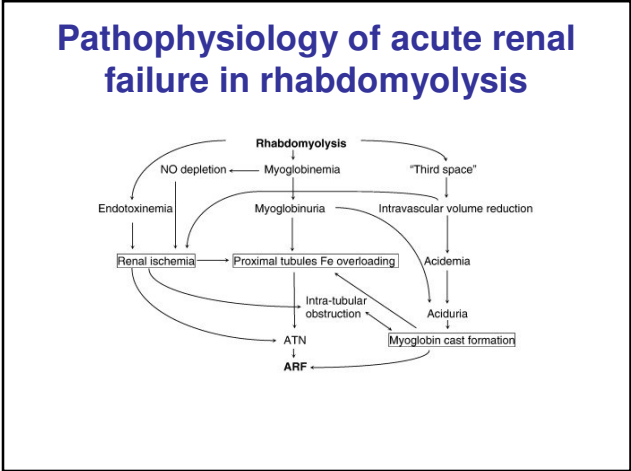 Pathophysiology of acute renal
failure in rhabdomyolysis
Rhabdomyolysis
NO depletion
Myoglobinemia
"Third space"
Endotoxinemia
Myoglobinuria
Intravascular volume reduction
Renal ischemia
Proximal tubules Fe overloading
Acidemia
Intra-tubular
obstruction
Aciduria
ATN
Myoglobin cast formation
ARF